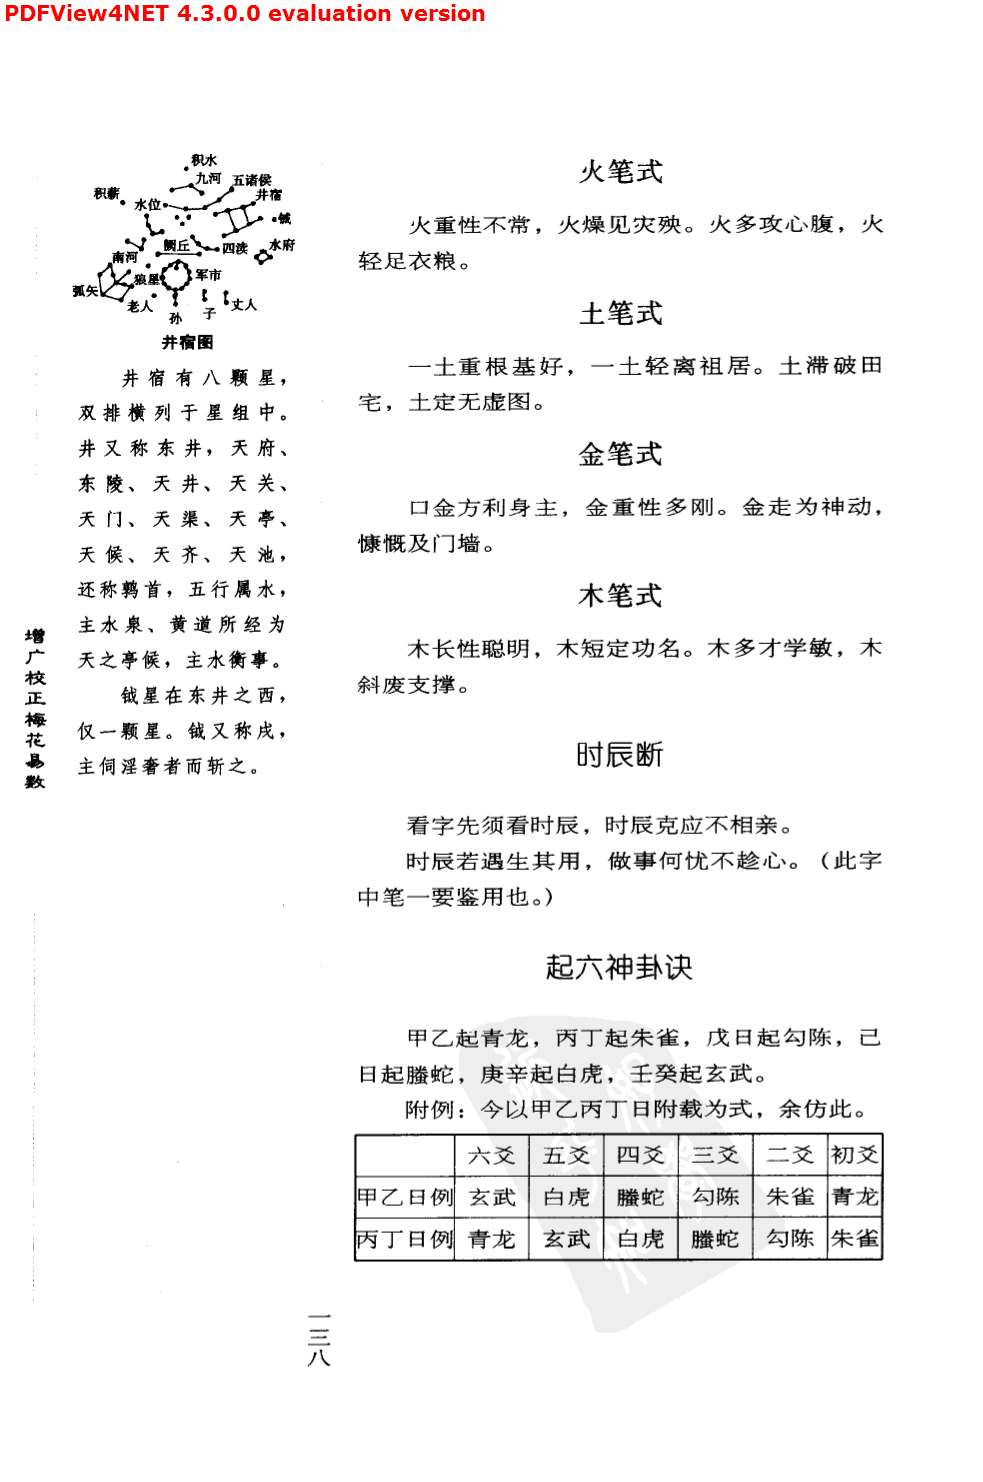 PDFView4NET 4.3.0.0 evaluation version
积水
九河
五诸侯
积薪
水位
井宿
钺
阙丘
四渎
水府
南河
狼星
军市
弧矢
老人
孙
子
丈人
井宿图
井宿有八颗星，
双排横列于星组中。
井又称东井，天府、
东陵、天井、天关、
天门、天渠、天亭、
天候、天齐、天池，
还称鹑首，五行属水，
主水泉、黄道所经为
天之亭候，主水衡事。
钺星在东井之西，
仅一颗星。钺又称戌，
主伺淫奢者而斩之。
增广校正梅花易数
火笔式
火重性不常，火燥见灾殃。火多攻心腹，火
轻足衣粮。
土笔式
一土重根基好，一土轻离祖居。土滞破田
宅，土定无虚图。
金笔式
口金方利身主，金重性多刚。金走为神动，
慷慨及门墙。
木笔式
木长性聪明，木短定功名。木多才学敏，木
斜废支撑。
时辰断
看字先须看时辰，时辰克应不相亲。
时辰若遇生其用，做事何忧不趁心。（此字
中笔一要鉴用也。）
起六神卦诀
甲乙起青龙，丙丁起朱雀，戊日起勾陈，己
日起螣蛇，庚辛起白虎，壬癸起玄武。
附例：今以甲乙丙丁日附载为式，余仿此。
六爻 五爻 四爻 三爻 二爻 初爻
甲乙日例 玄武 白虎 螣蛇 勾陈 朱雀 青龙
丙丁日例 青龙 玄武 白虎 螣蛇 勾陈 朱雀
一三八